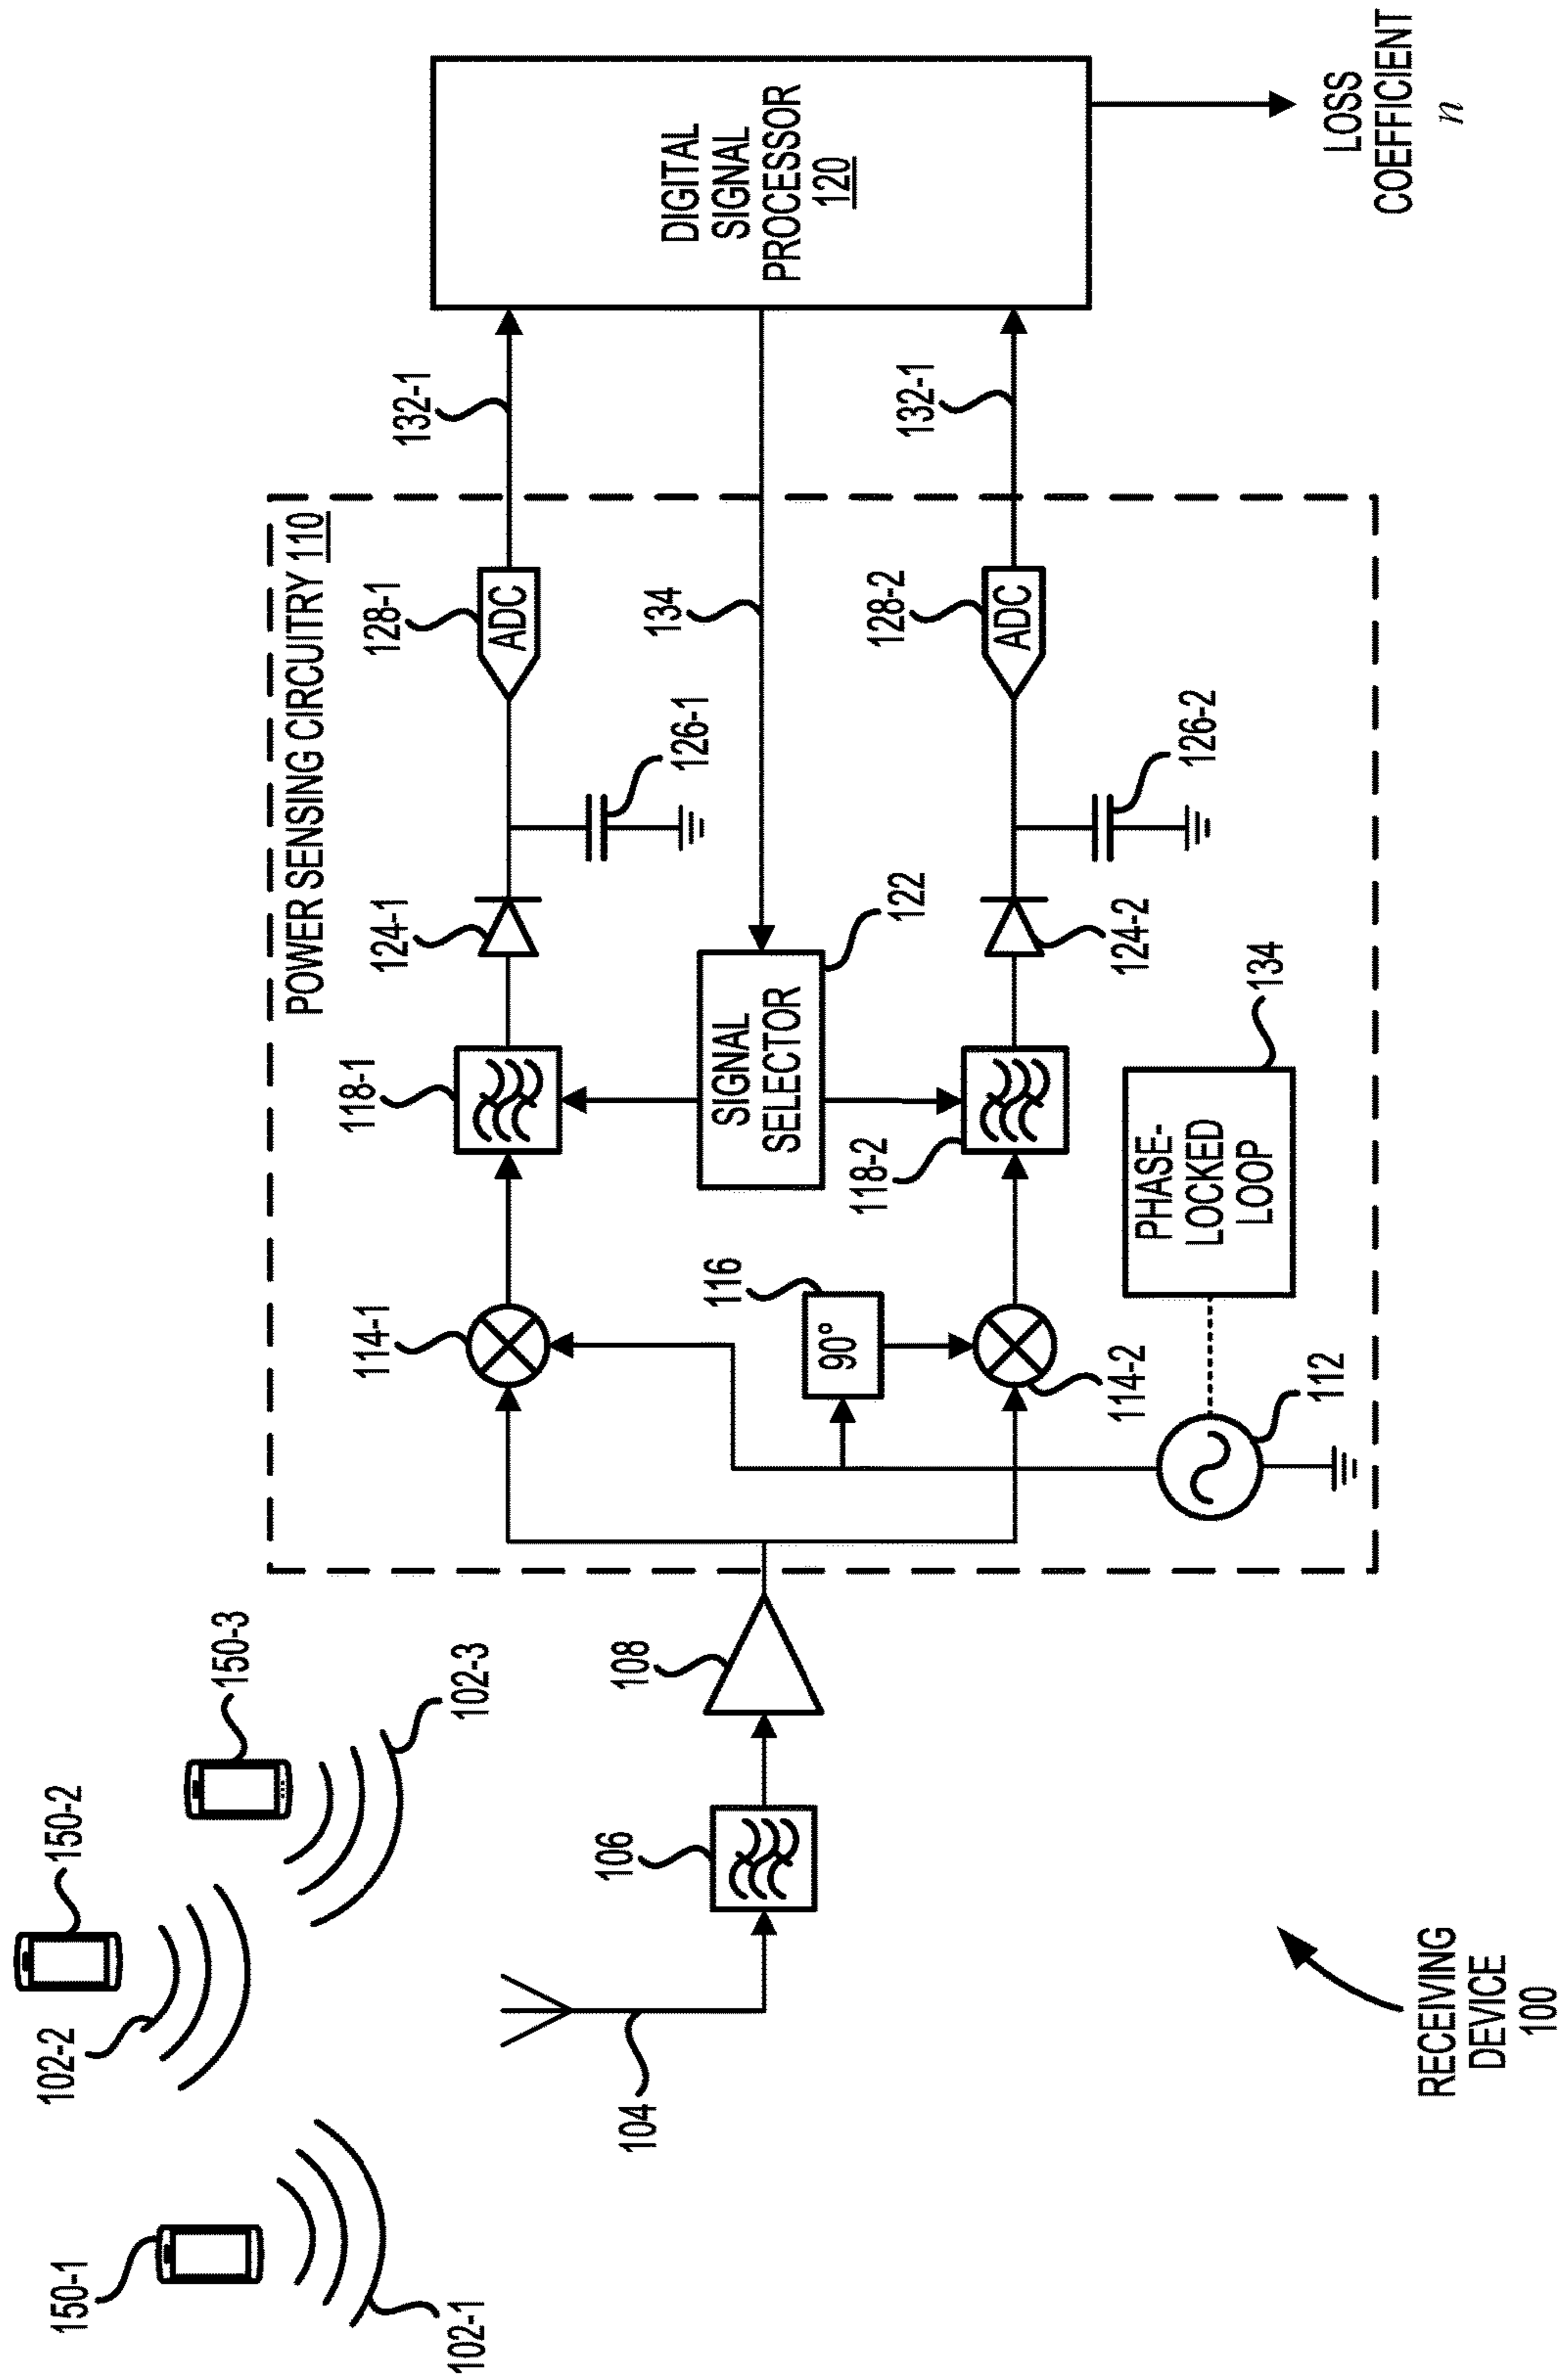 150-1
102-1
150-2
102-2
150-3
102-3
104
106
108
RECEIVING
DEVICE
100
POWER SENSING CIRCUITRY 110
114-1
118-1
124-1
126-1
128-1
ADC
132-1
116
90°
SIGNAL
SELECTOR
122
134
114-2
118-2
124-2
126-2
128-2
ADC
132-1
112
PHASE-
LOCKED
LOOP
134
DIGITAL
SIGNAL
PROCESSOR
120
LOSS
COEFFICIENT
n